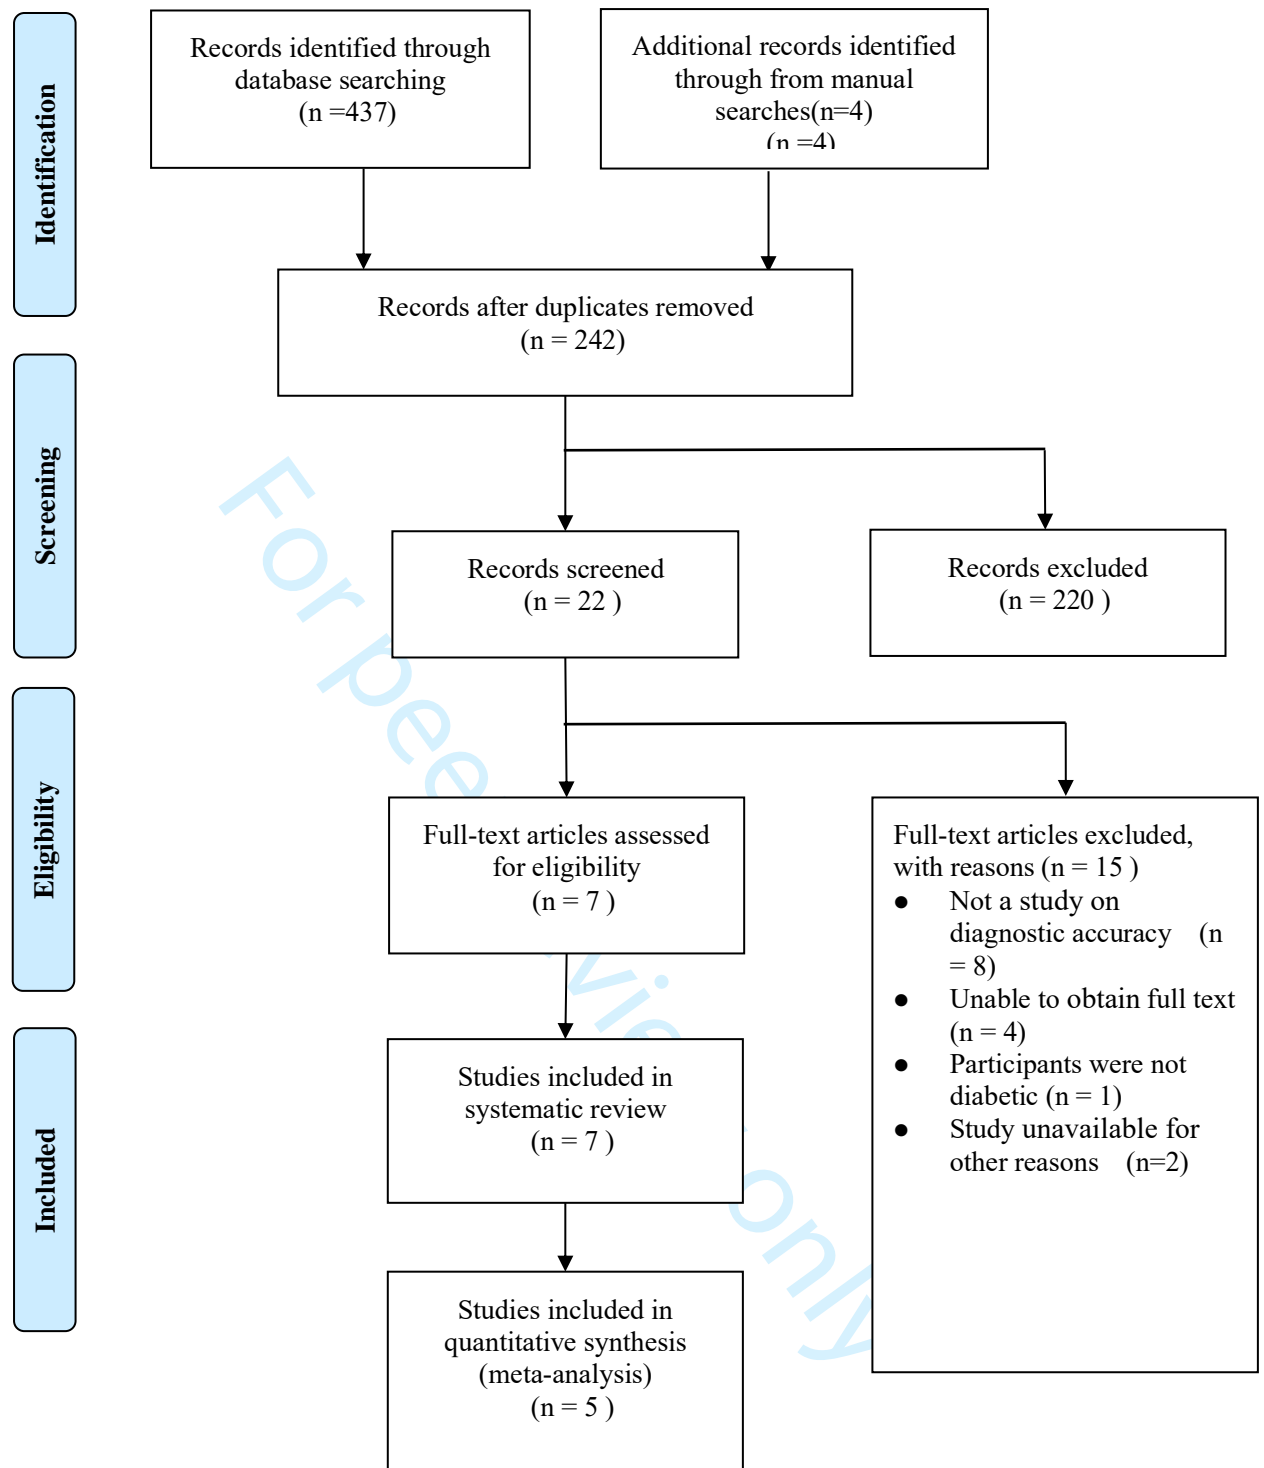 Identification
Records identified through
database searching
(n =437)
Additional records identified
through from manual
searches(n=4)
(n =4)
Records after duplicates removed
(n = 242)
Screening
Records screened
(n = 22 )
Records excluded
(n = 220 )
Eligibility
Full-text articles assessed
for eligibility
(n = 7 )
Full-text articles excluded,
with reasons (n = 15 )
● Not a study on
diagnostic accuracy (n
= 8)
● Unable to obtain full text
(n = 4)
● Participants were not
diabetic (n = 1)
● Study unavailable for
other reasons (n=2)
Included
Studies included in
systematic review
(n = 7 )
Studies included in
quantitative synthesis
(meta-analysis)
(n = 5 )
For pee vie only